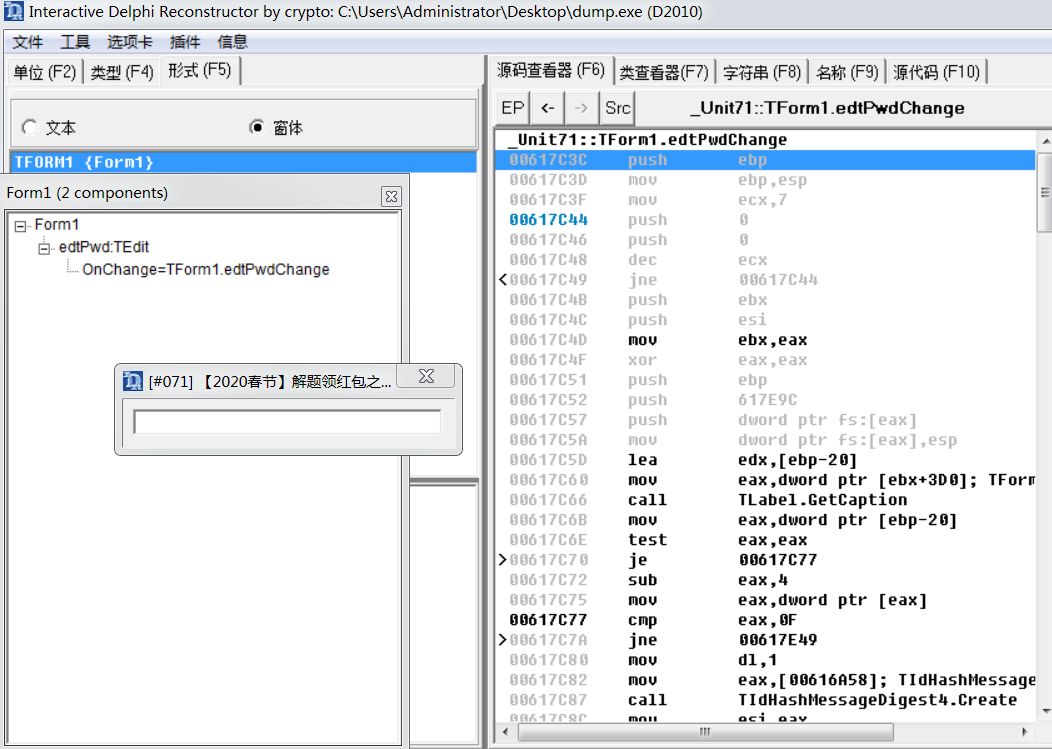 Interactive Delphi Reconstructor by crypto: C:\Users\Administrator\Desktop\dump.exe (D2010)
文件 工具 选项卡 插件 信息
单位 (F2) 类型 (F4) 形式 (F5)
文本 窗体
TFORM1 {Form1}
Form1 (2 components)
Form1
edtPwd:TEdit
OnChange=TForm1.edtPwdChange
[#071] 【2020春节】解题领红包之...
源码查看器 (F6) 类查看器(F7) 字符串 (F8) 名称 (F9) 源代码 (F10)
EP <- -> Src _Unit71::TForm1.edtPwdChange
_Unit71::TForm1.edtPwdChange
00617C3C push ebp
00617C3D mov ebp,esp
00617C3F mov ecx,7
00617C44 push 0
00617C46 push 0
00617C48 dec ecx
<00617C49 jne 00617C44
00617C4B push ebx
00617C4C push esi
00617C4D mov ebx,eax
00617C4F xor eax,eax
00617C51 push ebp
00617C52 push 617E9C
00617C57 push dword ptr fs:[eax]
00617C5A mov dword ptr fs:[eax],esp
00617C5D lea edx,[ebp-20]
00617C60 mov eax,dword ptr [ebx+3D0]; TForm
00617C66 call TLabel.GetCaption
00617C6B mov eax,dword ptr [ebp-20]
00617C6E test eax,eax
>00617C70 je 00617C77
00617C72 sub eax,4
00617C75 mov eax,dword ptr [eax]
00617C77 cmp eax,0F
>00617C7A jne 00617E49
00617C80 mov dl,1
00617C82 mov eax,[00616A58]; TIdHashMessage
00617C87 call TIdHashMessageDigest4.Create
00617C8C mov esi,eax